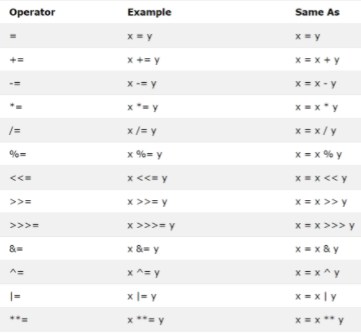 Operator Example Same As
= x = y x = y
+= x += y x = x + y
-= x -= y x = x - y
*= x *= y x = x * y
/= x /= y x = x / y
%= x %= y x = x % y
<<= x <<= y x = x << y
>>= x >>= y x = x >> y
>>>= x >>>= y x = x >>> y
&= x &= y x = x & y
^= x ^= y x = x ^ y
|= x |= y x = x | y
**= x **= y x = x ** y